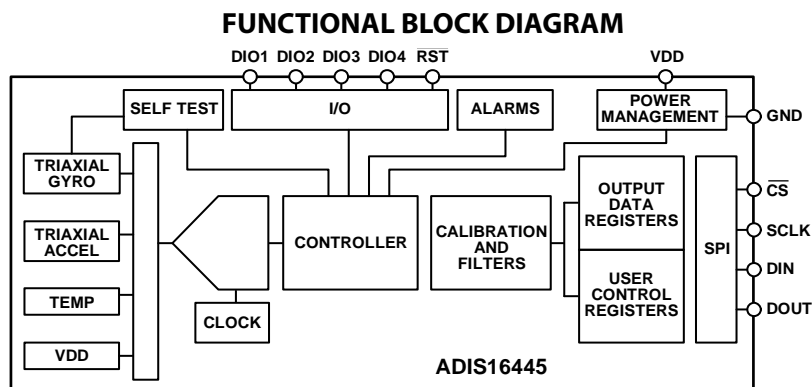 FUNCTIONAL BLOCK DIAGRAM
DIO1 DIO2 DIO3 DIO4 RST VDD
SELF TEST
I/O
ALARMS
POWER
MANAGEMENT
GND
TRIAXIAL
GYRO
TRIAXIAL
ACCEL
TEMP
VDD
CLOCK
CONTROLLER
CALIBRATION
AND
FILTERS
OUTPUT
DATA
REGISTERS
USER
CONTROL
REGISTERS
SPI
CS
SCLK
DIN
DOUT
ADIS16445